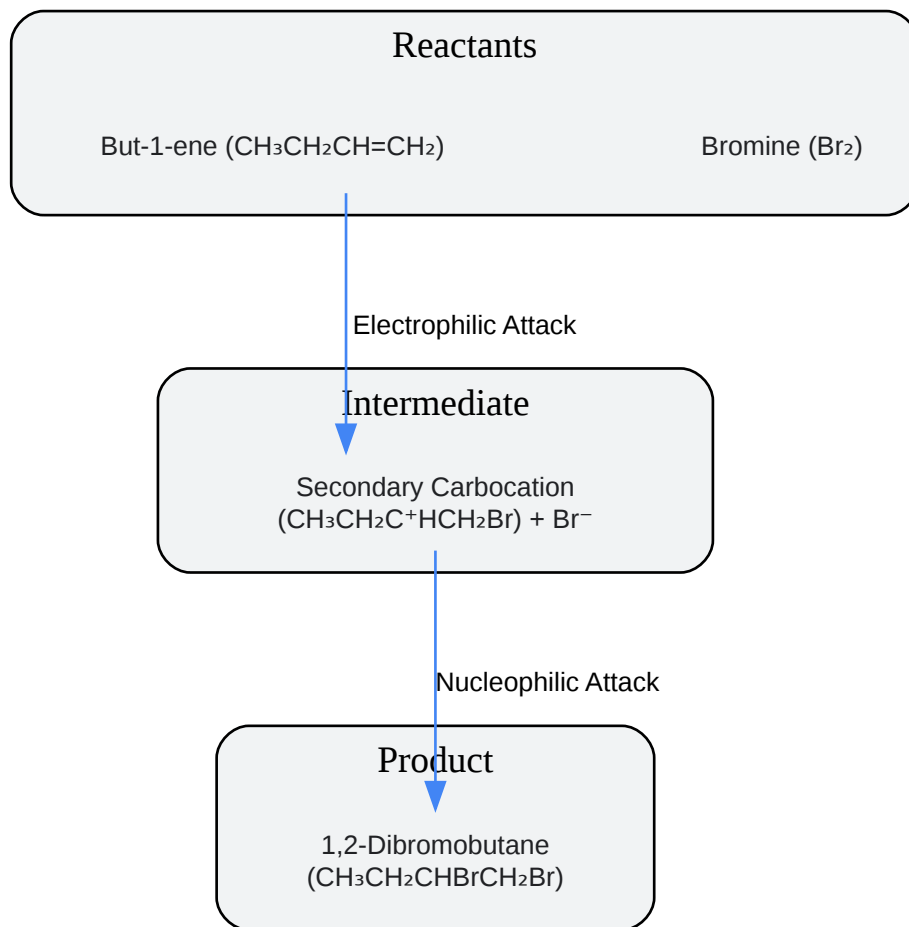 Reactants
But-1-ene (CH₃CH₂CH=CH₂)
Bromine (Br₂)
Electrophilic Attack
Intermediate
Secondary Carbocation
(CH₃CH₂C⁺HCH₂Br) + Br⁻
Nucleophilic Attack
Product
1,2-Dibromobutane
(CH₃CH₂CHBrCH₂Br)